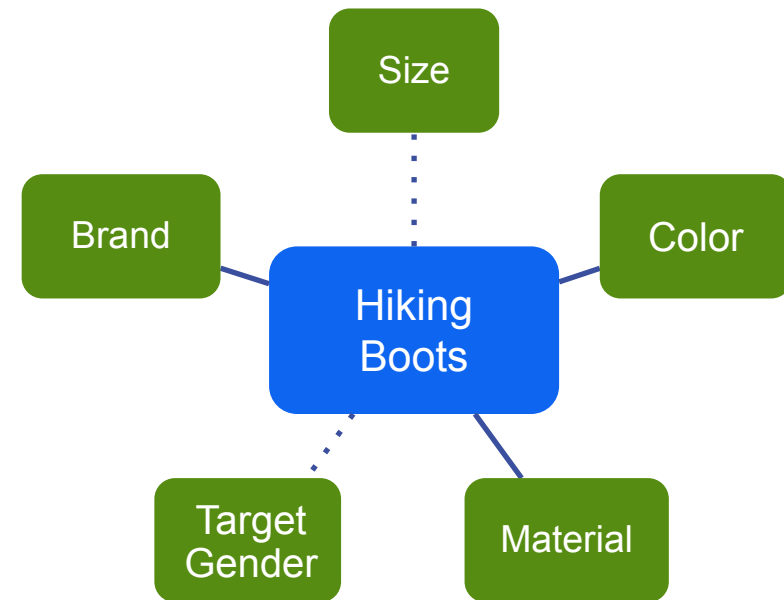 Size
Brand
Color
Hiking
Boots
Target
Gender
Material